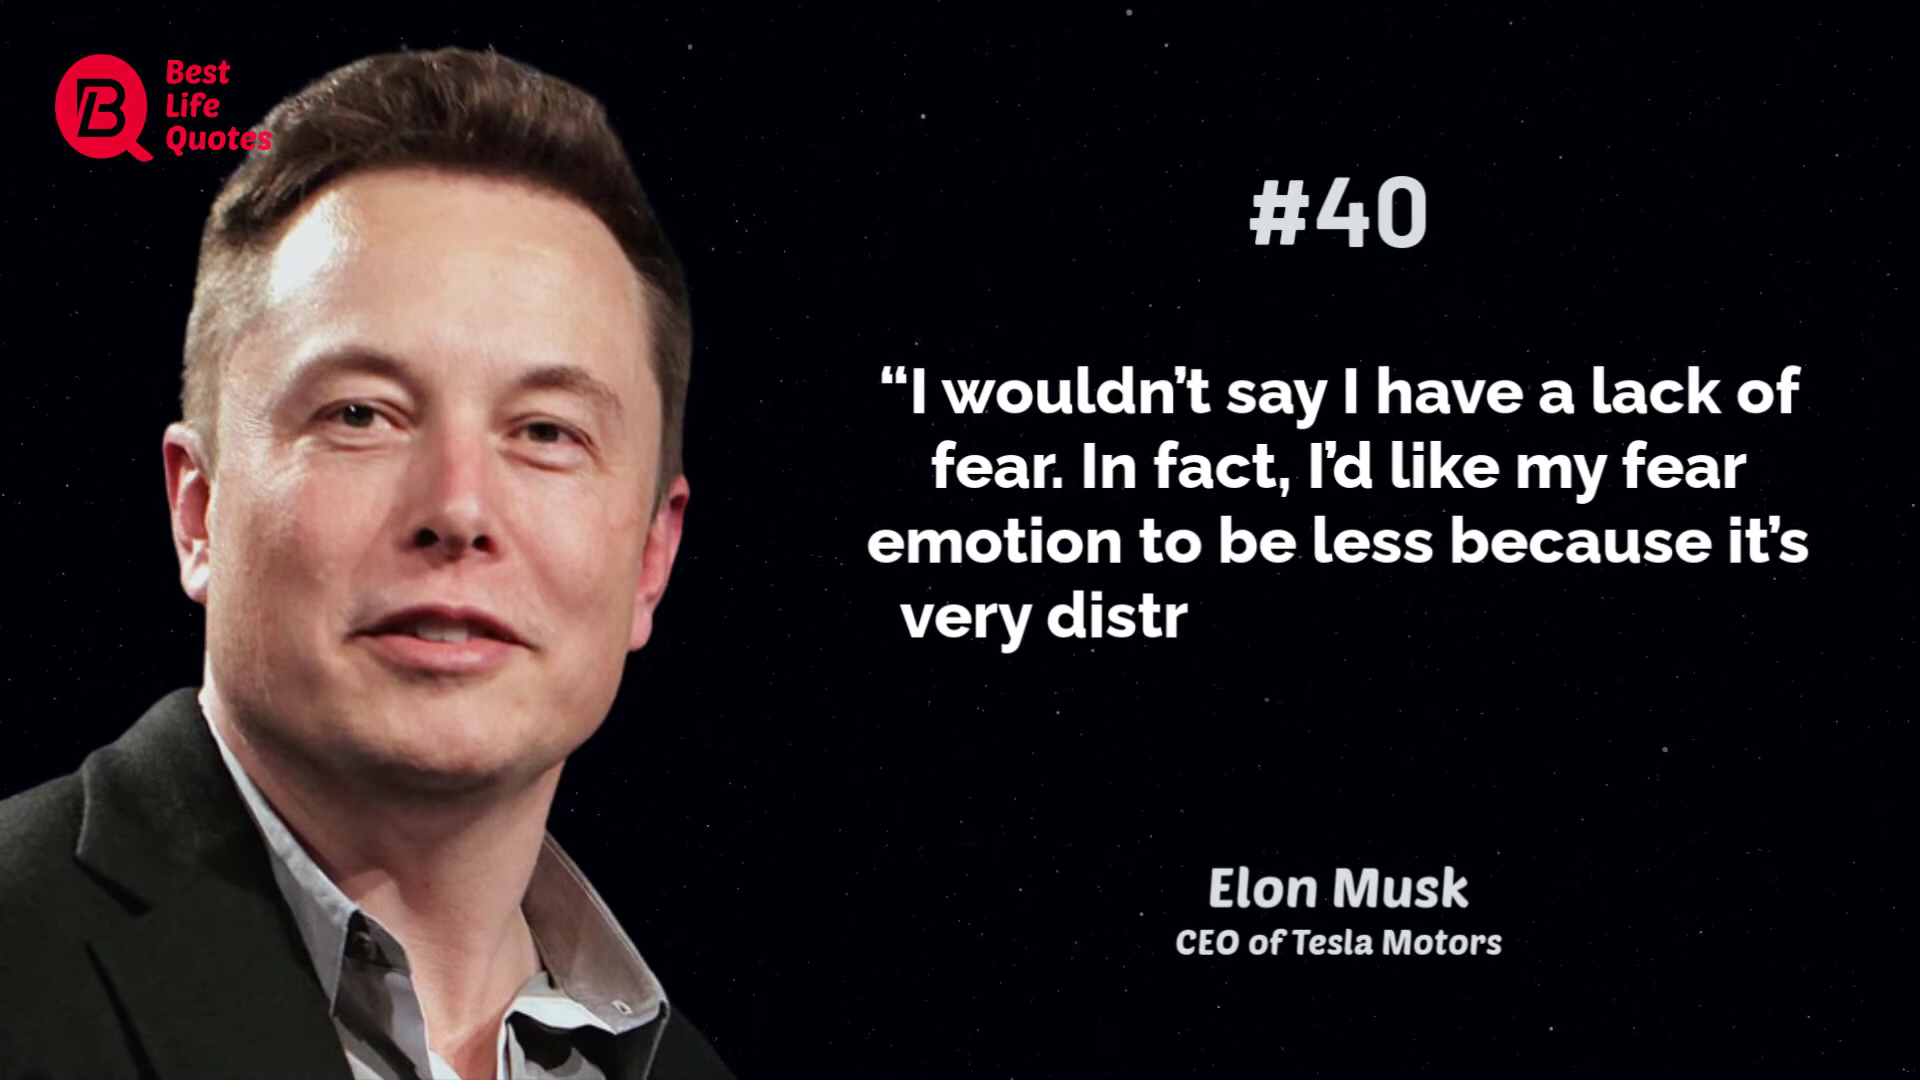 Best
Life
Quotes
#40
“I wouldn’t say I have a lack of
fear. In fact, I’d like my fear
emotion to be less because it’s
very distr
Elon Musk
CEO of Tesla Motors